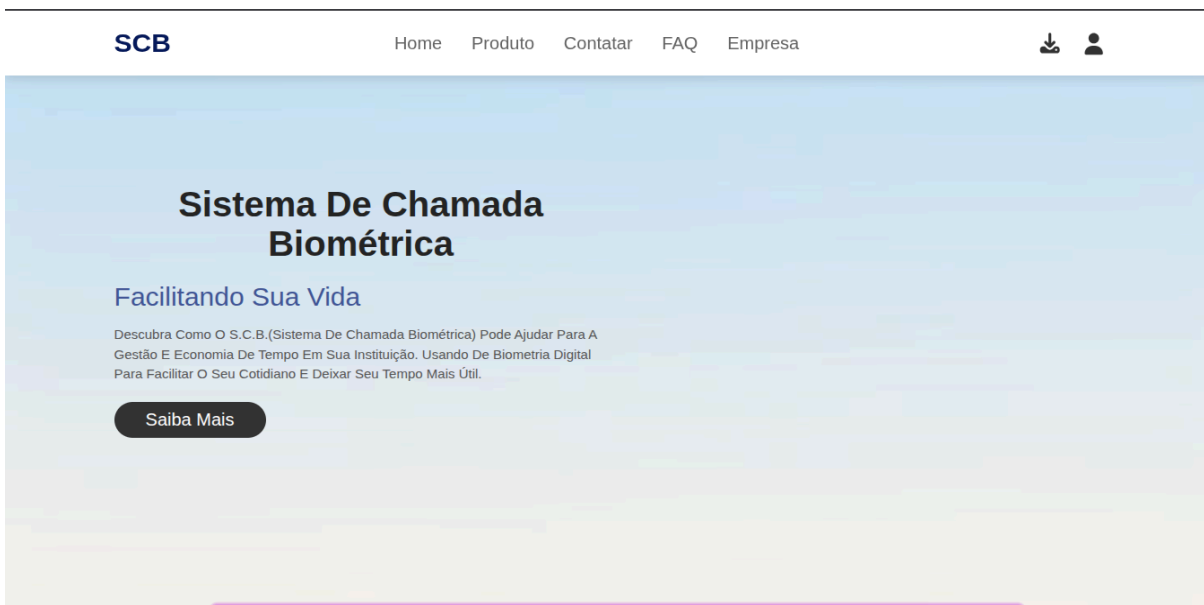 SCB
Home Produto Contatar FAQ Empresa
Sistema De Chamada
Biométrica
Facilitando Sua Vida
Descubra Como O S.C.B.(Sistema De Chamada Biométrica) Pode Ajudar Para A
Gestão E Economia De Tempo Em Sua Instituição. Usando De Biometria Digital
Para Facilitar O Seu Cotidiano E Deixar Seu Tempo Mais Útil.
Saiba Mais